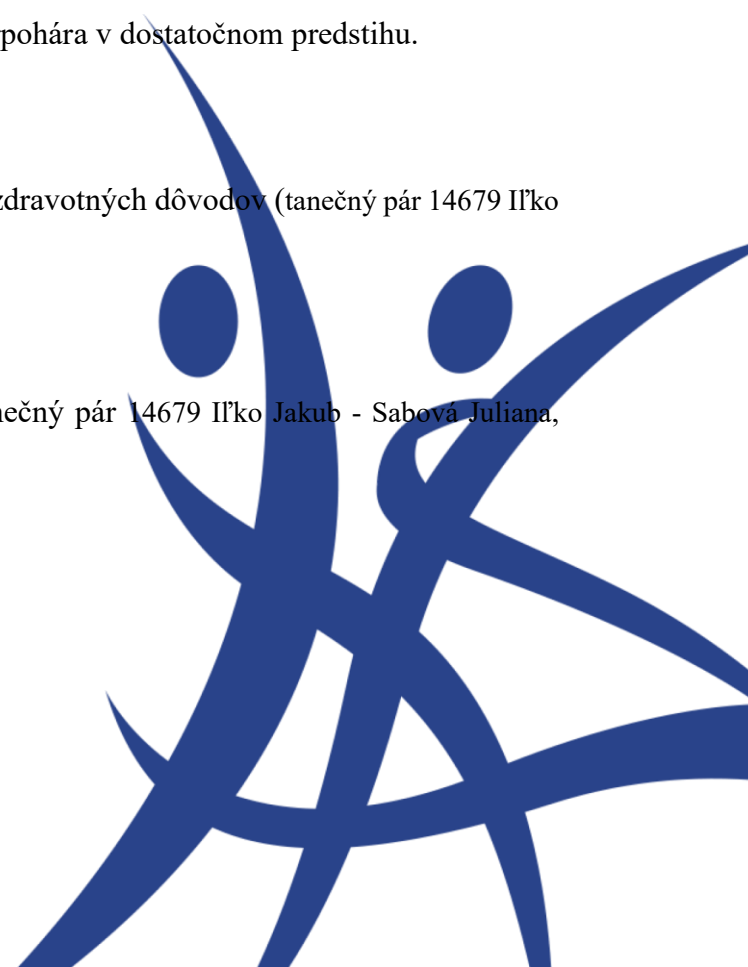 pohára v dostatočnom predstihu.
zdravotných dôvodov (tanečný pár 14679 Iľko
nečný pár 14679 Iľko Jakub - Sabová Juliana,